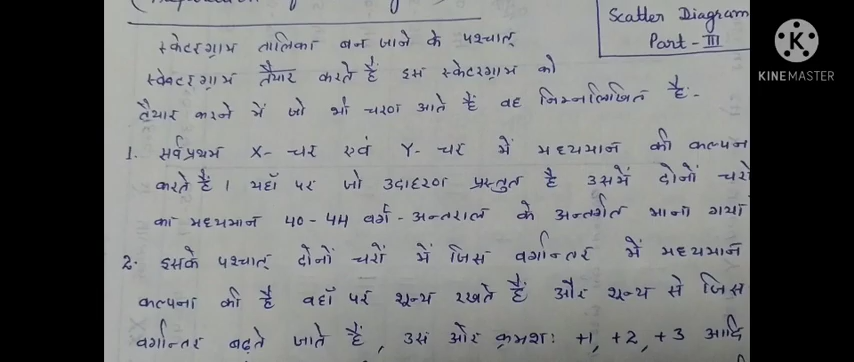 Scatter Diagram
Part - III
KINEMASTER
स्केटरग्राम तालिका बन जाने के पश्चात्
स्केटरग्राम तैयार करते हैं इस स्केटरग्राम को
तैयार करने में जो भी चरण आते हैं वह निम्नलिखित हैं -
1. सर्वप्रथम X- चर एवं Y- चर में मध्यमान की कल्पन
करते हैं । यहाँ पर जो उदाहरण प्रस्तुत है उसमें दोनों चरो
का मध्यमान 40 - 44 वर्ग - अन्तराल के अन्तर्गत माना गया
2. इसके पश्चात् दोनों चरों में जिस वर्गान्तर में मध्यमान
कल्पना की है वहाँ पर शून्य रखते हैं और शून्य से जिस
वर्गान्तर बढ़ते जाते हैं , उस ओर क्रमशः +1, +2, +3 आदि